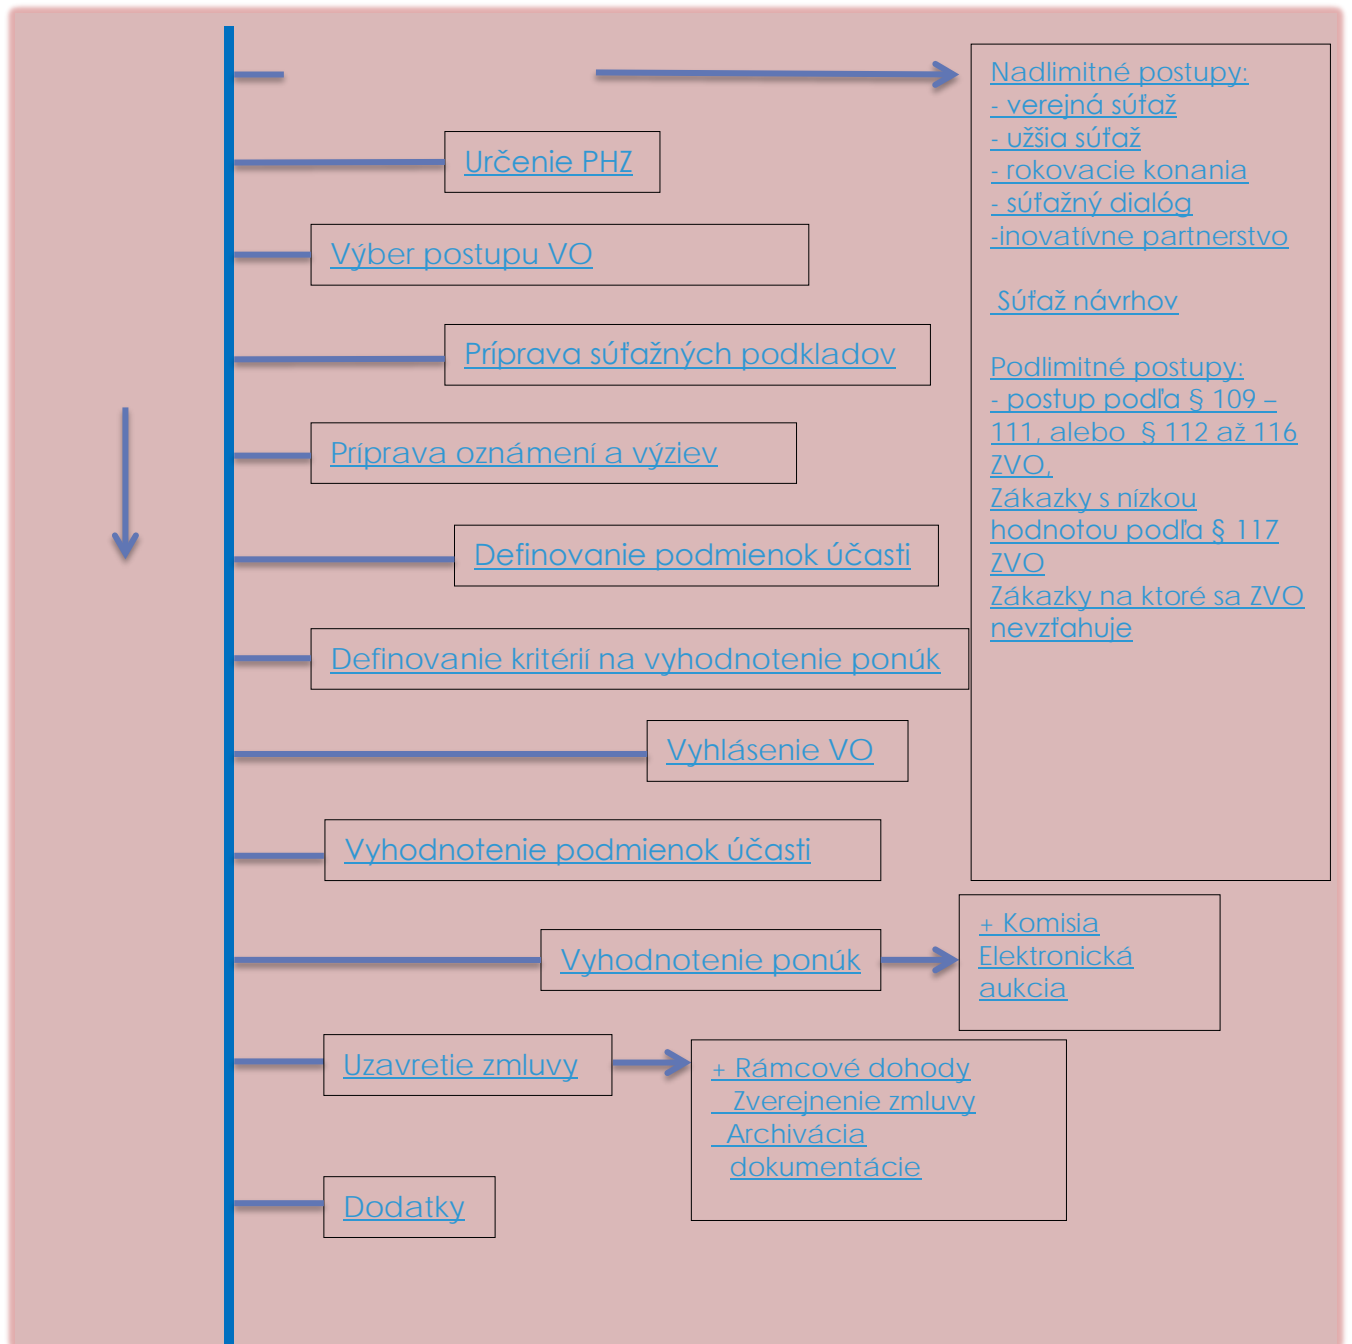 Nadlimitné postupy:
- verejná súťaž
- užšia súťaž
- rokovacie konania
- súťažný dialóg
-inovatívne partnerstvo
Súťaž návrhov
Podlimitné postupy:
- postup podľa § 109 –
111, alebo § 112 až 116
ZVO,
Zákazky s nízkou
hodnotou podľa § 117
ZVO
Zákazky na ktoré sa ZVO
nevzťahuje
Určenie PHZ
Výber postupu VO
Príprava súťažných podkladov
Príprava oznámení a výziev
Definovanie podmienok účasti
Definovanie kritérií na vyhodnotenie ponúk
Vyhlásenie VO
Vyhodnotenie podmienok účasti
Vyhodnotenie ponúk
+ Komisia
Elektronická
aukcia
Uzavretie zmluvy
+ Rámcové dohody
Zverejnenie zmluvy
Archivácia
dokumentácie
Dodatky